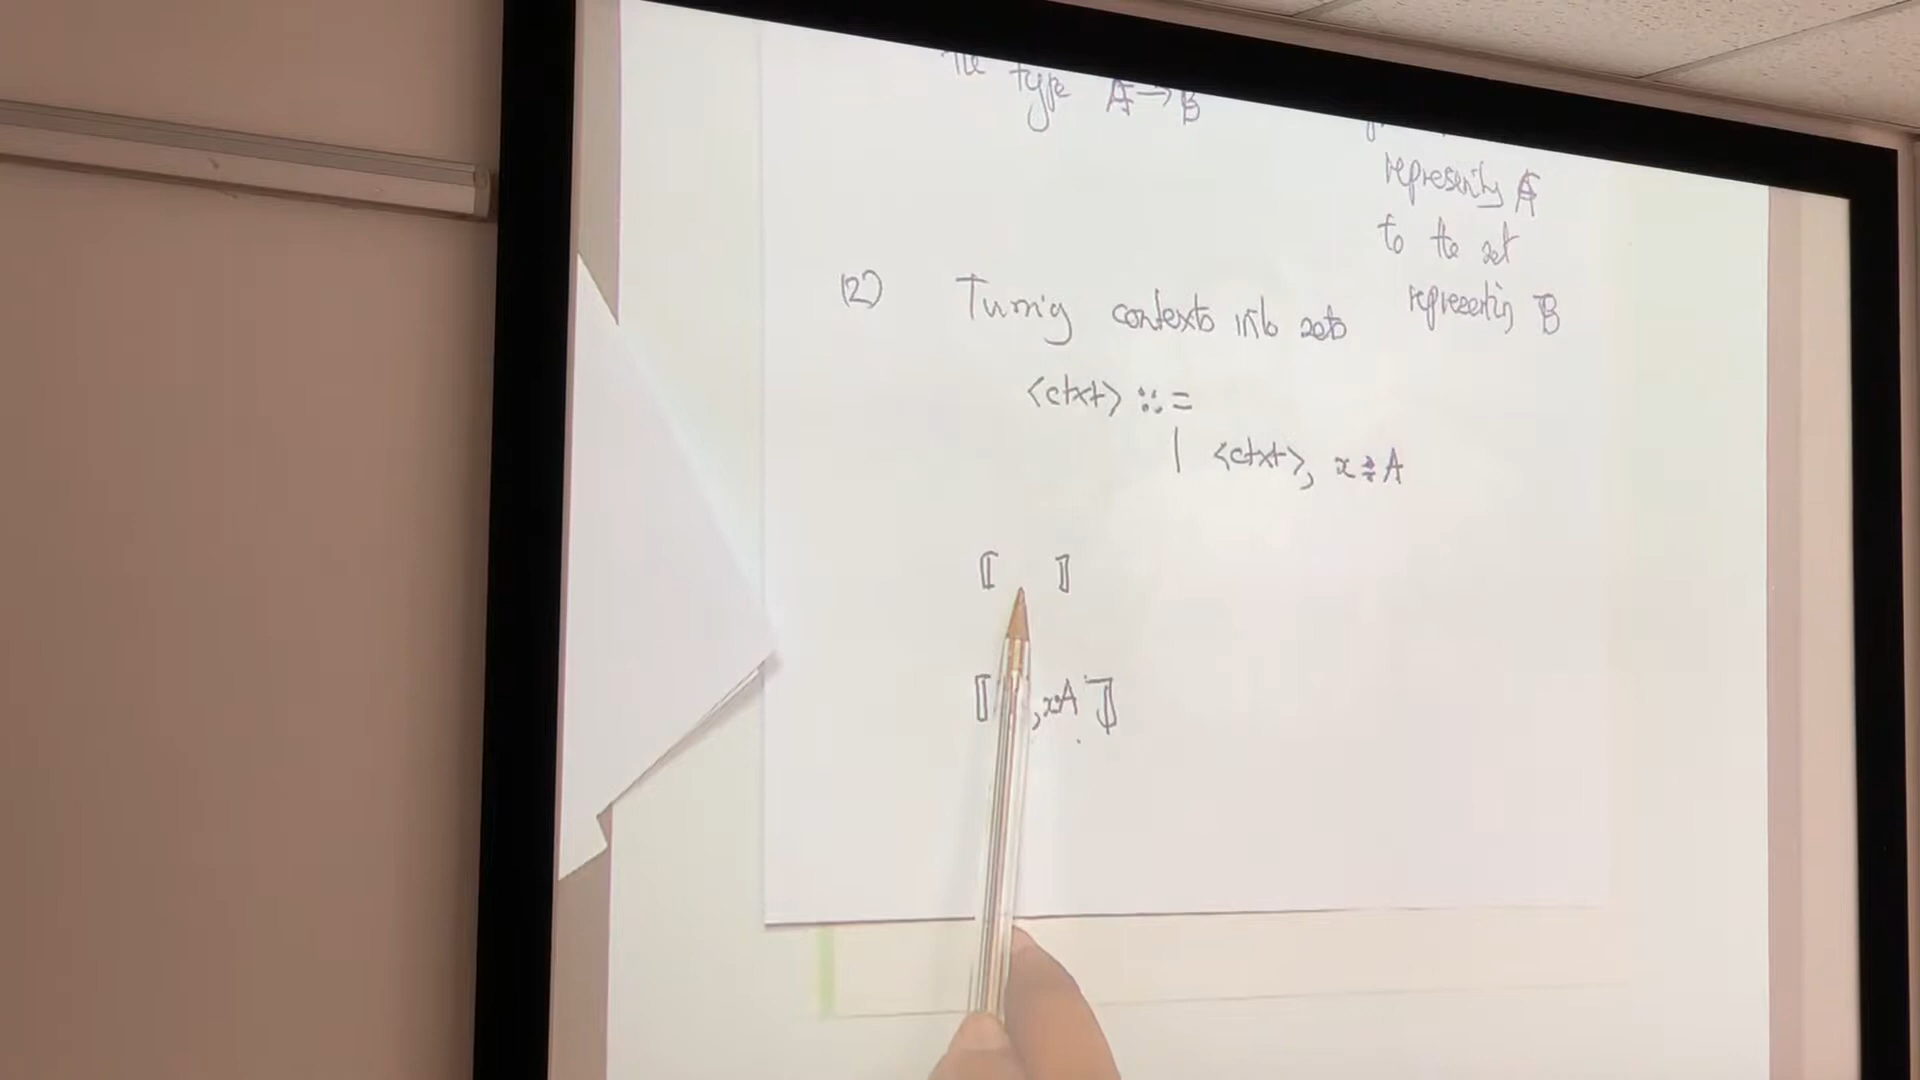 The type A → B
representing A
to the set
representing B
(2) Turning contexts into sets
<ctxt> ::=
| <ctxt>, x : A
⟦ ⟧
⟦ , x:A ⟧